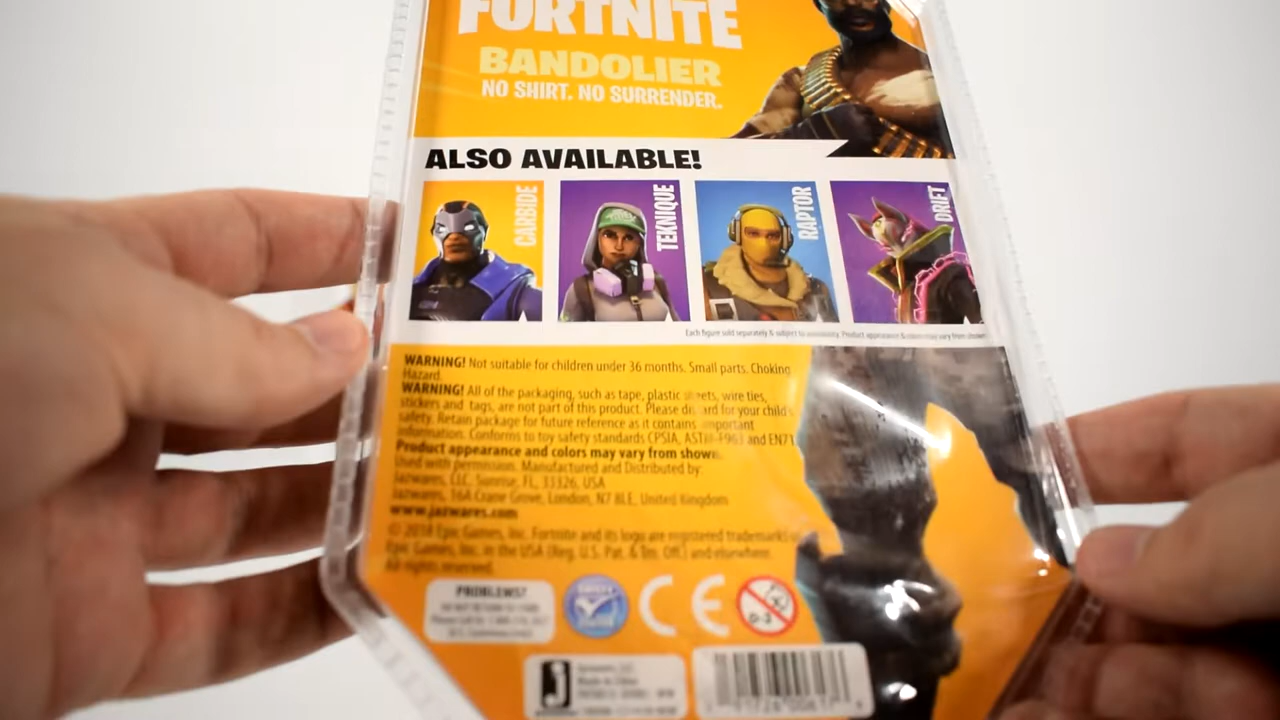 FORTNITE
BANDOLIER
NO SHIRT. NO SURRENDER.
ALSO AVAILABLE!
CARBIDE
TEKNIQUE
RAPTOR
DRIFT
Each figure sold separately & subject to availability. Product appearance & colors may vary from shown.
WARNING! Not suitable for children under 36 months. Small parts. Choking
Hazard.
WARNING! All of the packaging, such as tape, plastic sheets, wire ties,
stickers and tags, are not part of this product. Please discard for your child's
safety. Retain package for future reference as it contains important
information. Conforms to toy safety standards CPSIA, ASTM-F963 and EN71
Product appearance and colors may vary from shown.
Used with permission. Manufactured and Distributed by:
Jazwares, LLC. Sunrise, FL, 33326, USA
Jazwares, 16A Crane Grove, London, N7 8LE, United Kingdom
www.jazwares.com
© 2018 Epic Games, Inc. Fortnite and its logo are registered trademarks of
Epic Games, Inc. in the USA (Reg. U.S. Pat. & Tm. Off.) and elsewhere.
All rights reserved.
PROBLEMS?
CE
0-3
Jazwares, LLC
Made in China